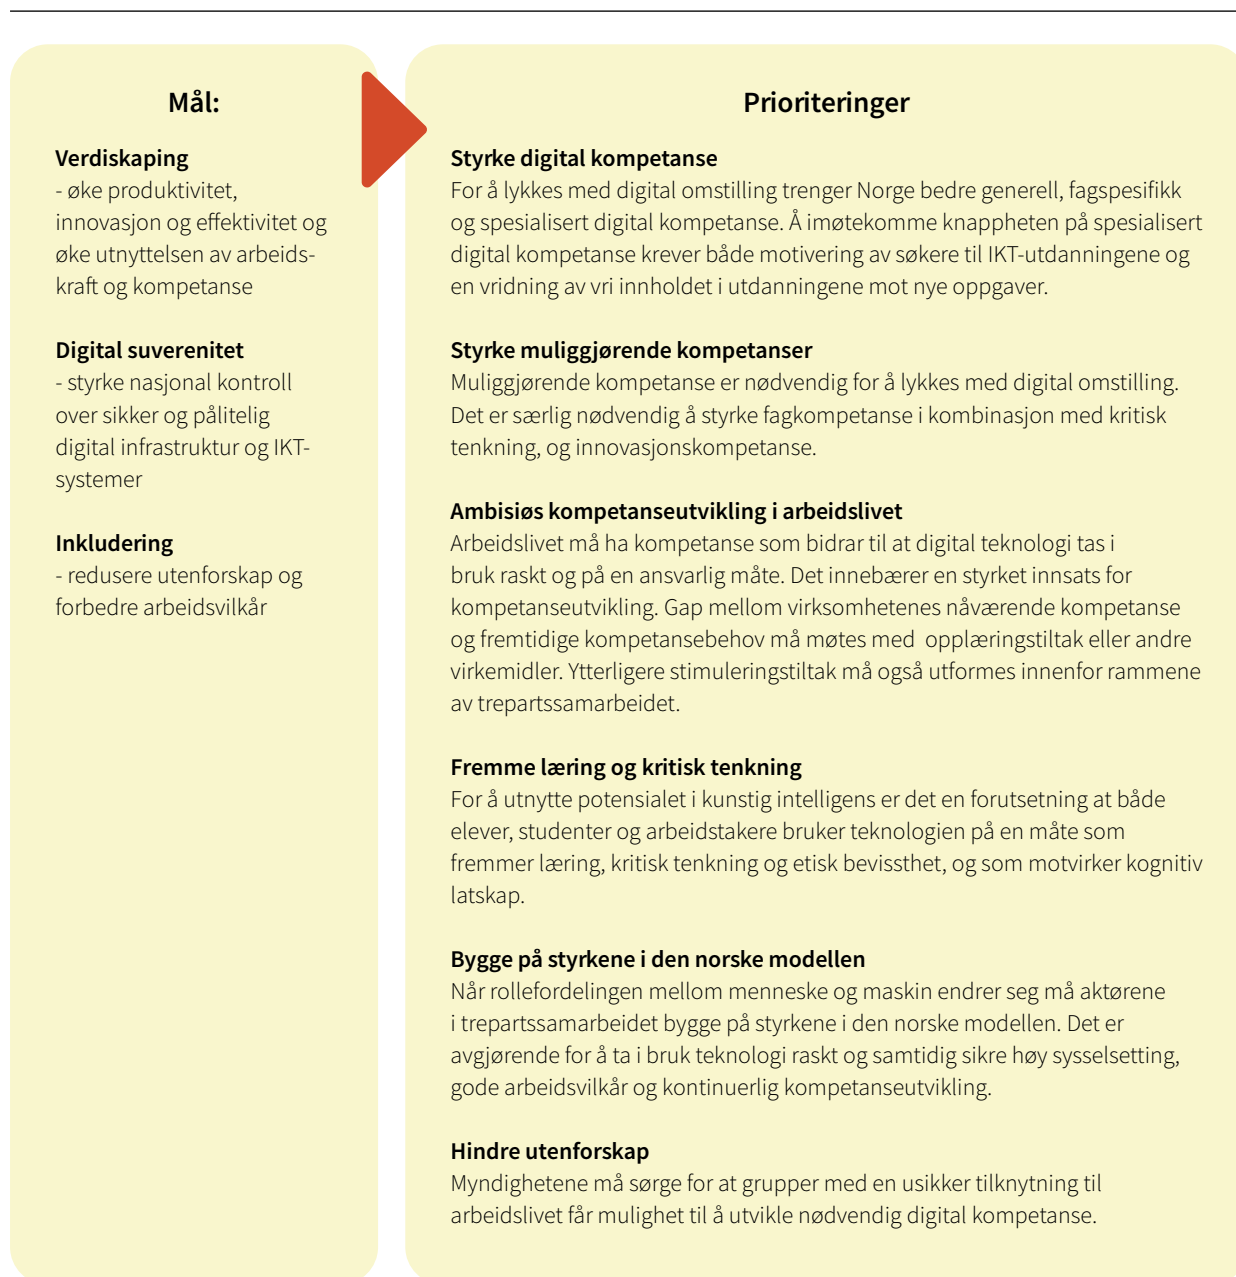 Mål:
Verdiskaping
- øke produktivitet,
innovasjon og effektivitet og
øke utnyttelsen av arbeids-
kraft og kompetanse
Digital suverenitet
- styrke nasjonal kontroll
over sikker og pålitelig
digital infrastruktur og IKT-
systemer
Inkludering
- redusere utenforskap og
forbedre arbeidsvilkår
Prioriteringer
Styrke digital kompetanse
For å lykkes med digital omstilling trenger Norge bedre generell, fagspesifikk
og spesialisert digital kompetanse. Å imøtekomme knappheten på spesialisert
digital kompetanse krever både motivering av søkere til IKT-utdanningene og
en vridning av vri innholdet i utdanningene mot nye oppgaver.
Styrke muliggjørende kompetanser
Muliggjørende kompetanse er nødvendig for å lykkes med digital omstilling.
Det er særlig nødvendig å styrke fagkompetanse i kombinasjon med kritisk
tenkning, og innovasjonskompetanse.
Ambisiøs kompetanseutvikling i arbeidslivet
Arbeidslivet må ha kompetanse som bidrar til at digital teknologi tas i
bruk raskt og på en ansvarlig måte. Det innebærer en styrket innsats for
kompetanseutvikling. Gap mellom virksomhetenes nåværende kompetanse
og fremtidige kompetansebehov må møtes med  opplæringstiltak eller andre
virkemidler. Ytterligere stimuleringstiltak må også utformes innenfor rammene
av trepartssamarbeidet.
Fremme læring og kritisk tenkning
For å utnytte potensialet i kunstig intelligens er det en forutsetning at både
elever, studenter og arbeidstakere bruker teknologien på en måte som
fremmer læring, kritisk tenkning og etisk bevissthet, og som motvirker kognitiv
latskap.
Bygge på styrkene i den norske modellen
Når rollefordelingen mellom menneske og maskin endrer seg må aktørene
i trepartssamarbeidet bygge på styrkene i den norske modellen. Det er
avgjørende for å ta i bruk teknologi raskt og samtidig sikre høy sysselsetting,
gode arbeidsvilkår og kontinuerlig kompetanseutvikling.
Hindre utenforskap
Myndighetene må sørge for at grupper med en usikker tilknytning til
arbeidslivet får mulighet til å utvikle nødvendig digital kompetanse.